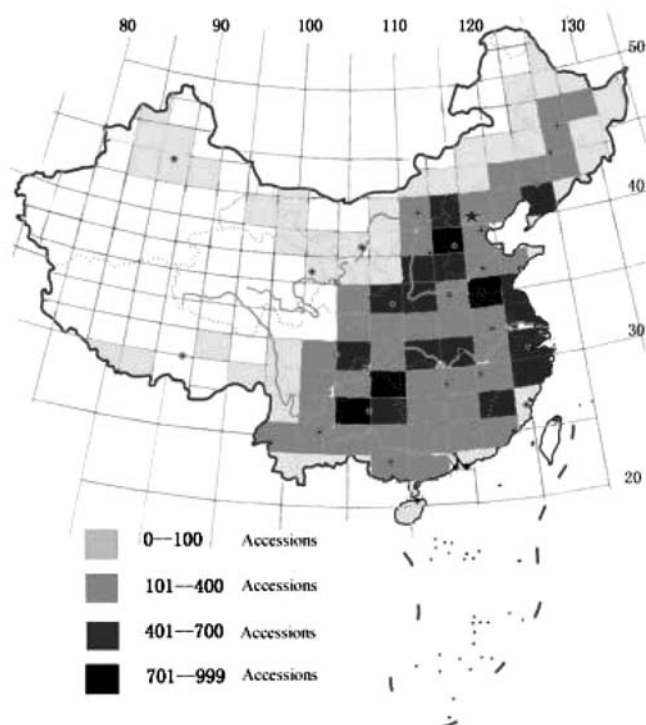 80 90 100 110 120 130
50
40
30
20
0--100 Accessions
101--400 Accessions
401--700 Accessions
701--999 Accessions